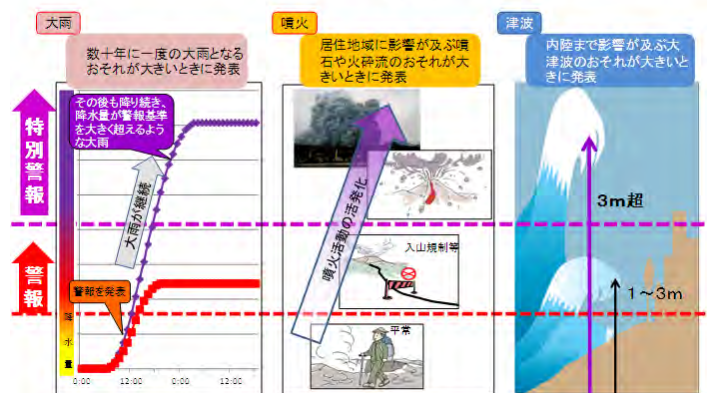 大雨
数十年に一度の大雨となる
おそれが大きいときに発表
噴火
居住地域に影響が及ぶ噴
石や火砕流のおそれが大
きいときに発表
津波
内陸まで影響が及ぶ大
津波のおそれが大きいと
きに発表
特別警報
警報
その後も降り続き、
降水量が警報基準
を大きく超えるよう
な大雨
大雨が継続
警報を発表
降水量
0:00
12:00
0:00
12:00
噴火活動の活発化
入山規制等
平常
3m超
1～3m